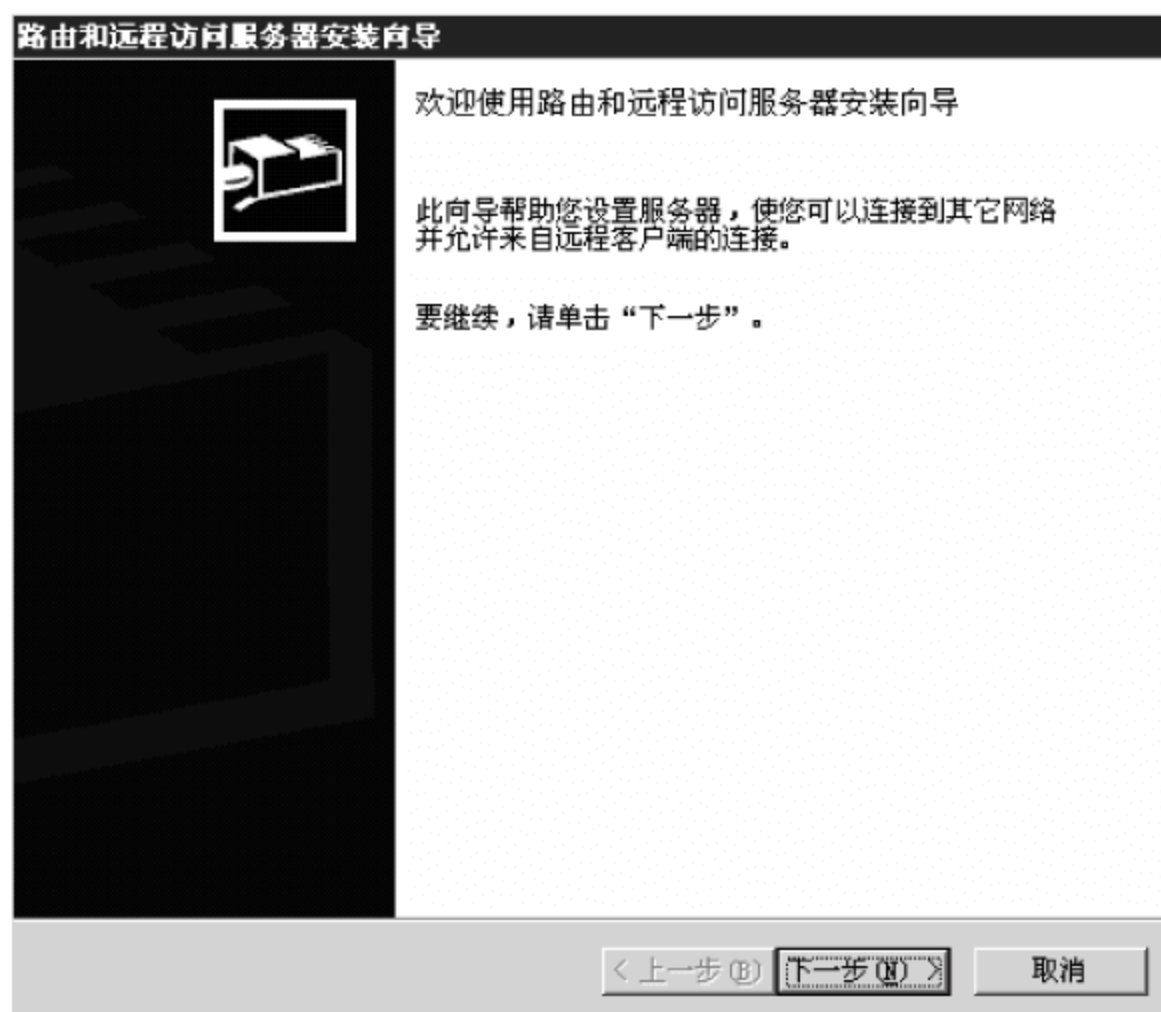 路由和远程访问服务器安装向导
欢迎使用路由和远程访问服务器安装向导
此向导帮助您设置服务器，使您可以连接到其它网络
并允许来自远程客户端的连接。
要继续，请单击“下一步”。
< 上一步(B)
下一步(N) >
取消